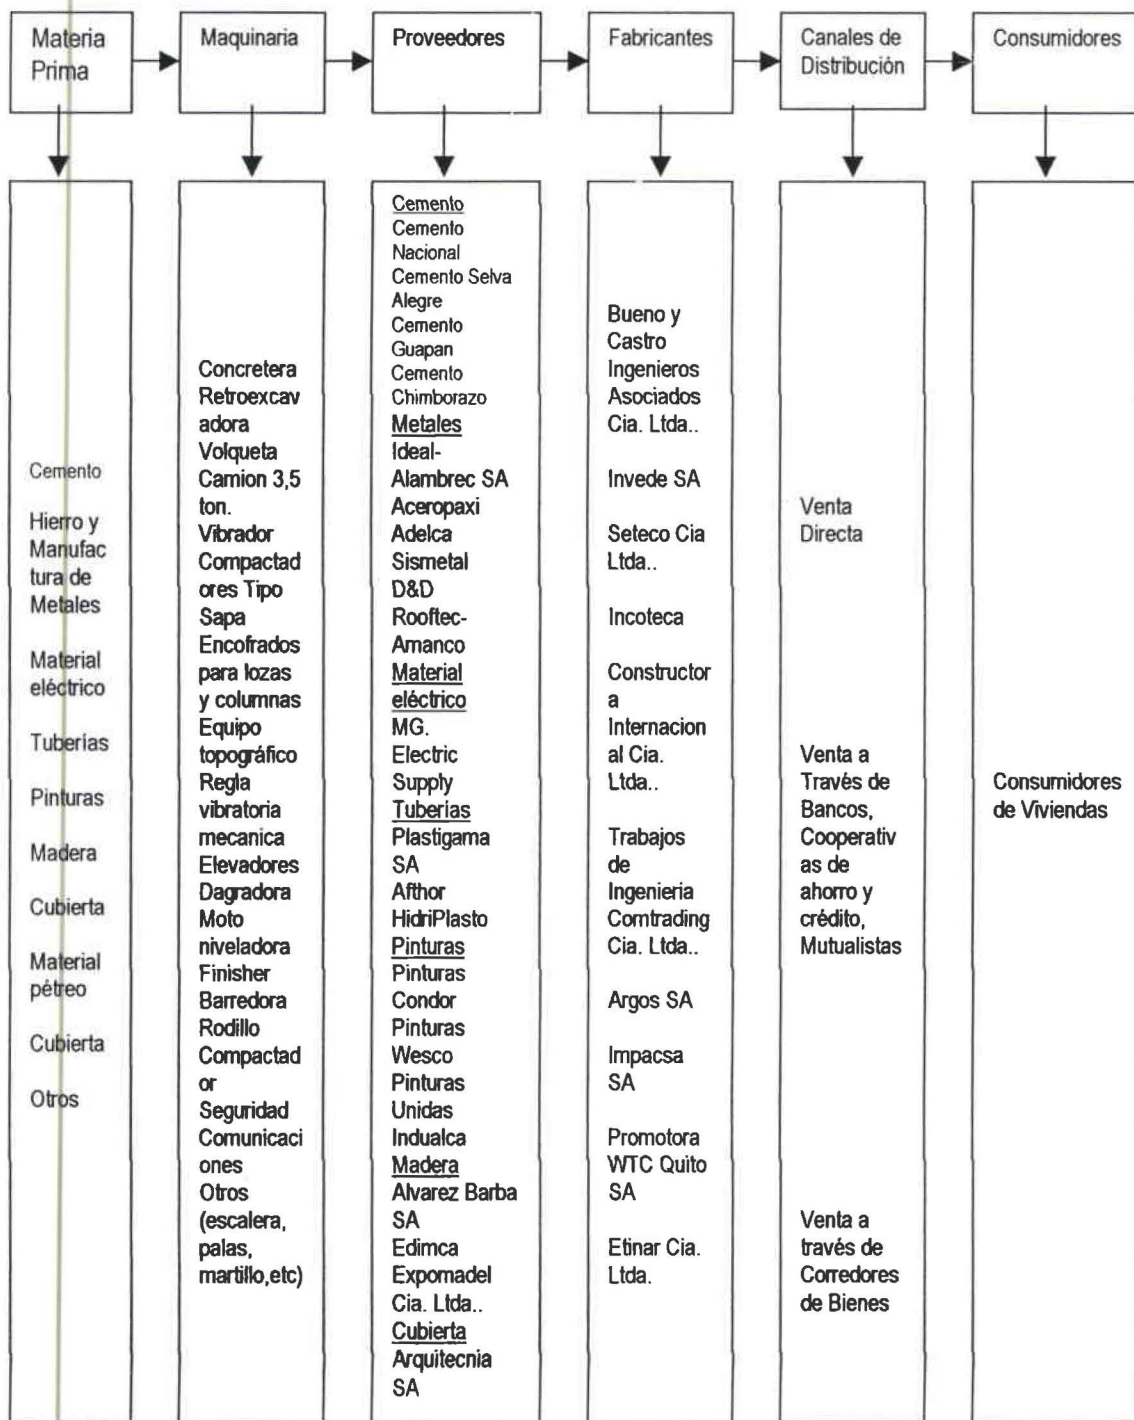 Materia
Prima
Maquinaria
Proveedores
Fabricantes
Canales de
Distribución
Consumidores
Cemento
Hierro y
Manufac
tura de
Metales
Material
eléctrico
Tuberías
Pinturas
Madera
Cubierta
Material
pétreo
Cubierta
Otros
Concretera
Retroexcav
adora
Volqueta
Camion 3,5
ton.
Vibrador
Compactad
ores Tipo
Sapa
Encofrados
para lozas
y columnas
Equipo
topográfico
Regla
vibratoria
mecanica
Elevadores
Dagradora
Moto
niveladora
Finisher
Barredora
Rodillo
Compactad
or
Seguridad
Comunicaci
ones
Otros
(escalera,
palas,
martillo,etc)
Cemento
Cemento
Nacional
Cemento Selva
Alegre
Cemento
Guapan
Cemento
Chimborazo
Metales
Ideal-
Alambrec SA
Aceropaxi
Adelca
Sismetal
D&D
Rooftec-
Amanco
Material
eléctrico
MG.
Electric
Supply
Tuberías
Plastigama
SA
Afthor
HidriPlasto
Pinturas
Pinturas
Condor
Pinturas
Wesco
Pinturas
Unidas
Indualca
Madera
Alvarez Barba
SA
Edimca
Expomadel
Cia. Ltda..
Cubierta
Arquitecnia
SA
Bueno y
Castro
Ingenieros
Asociados
Cia. Ltda..
Invede SA
Seteco Cia
Ltda..
Incoteca
Constructor
a
Internacion
al Cia.
Ltda..
Trabajos
de
Ingenieria
Comtrading
Cia. Ltda..
Argos SA
Impacsa
SA
Promotora
WTC Quito
SA
Etinar Cia.
Ltda.
Venta
Directa
Venta a
Través de
Bancos,
Cooperativ
as de
ahorro y
crédito,
Mutualistas
Venta a
través de
Corredores
de Bienes
Consumidores
de Viviendas